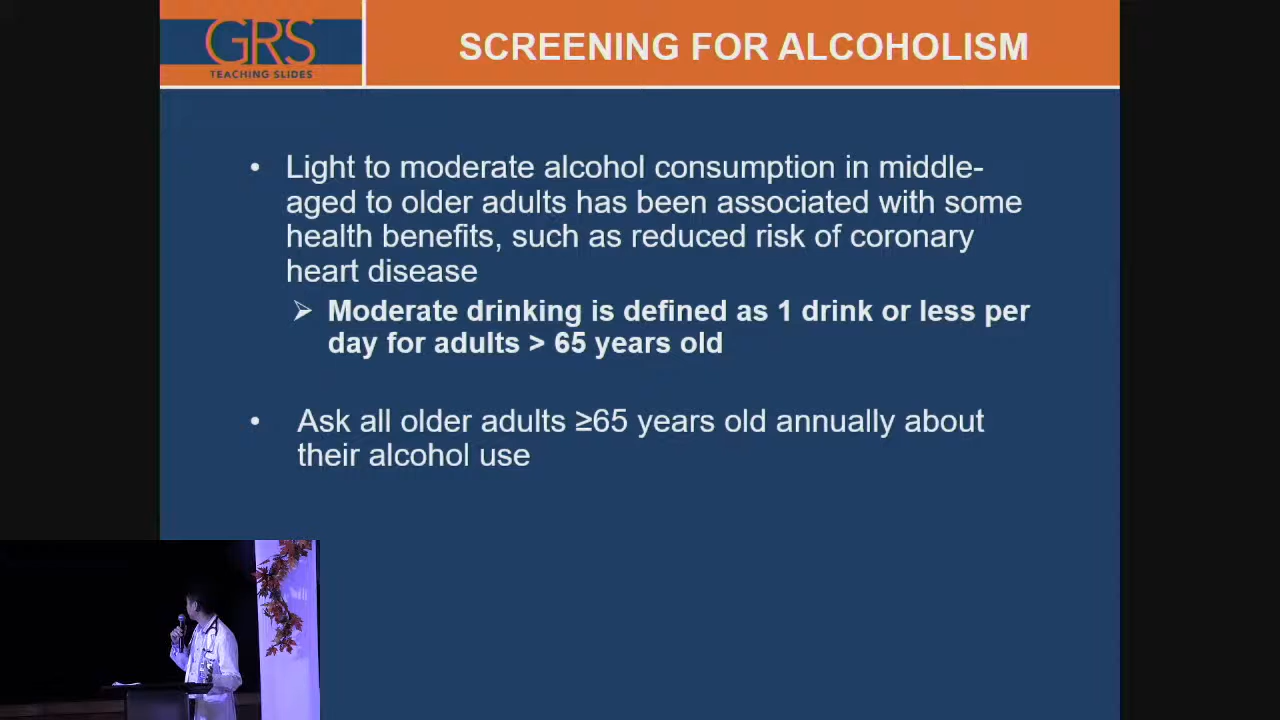 GRS
TEACHING SLIDES
SCREENING FOR ALCOHOLISM
• Light to moderate alcohol consumption in middle-
aged to older adults has been associated with some
health benefits, such as reduced risk of coronary
heart disease
➢ Moderate drinking is defined as 1 drink or less per
day for adults > 65 years old
• Ask all older adults ≥65 years old annually about
their alcohol use